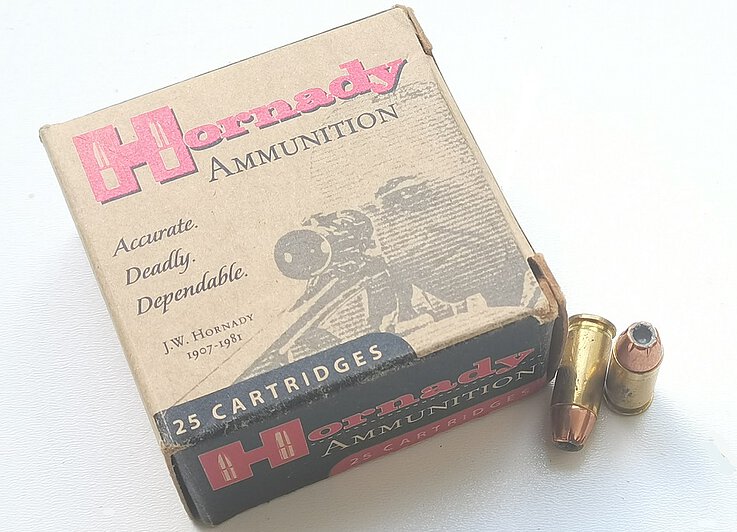 Hornady
AMMUNITION
Accurate.
Deadly.
Dependable.
J.W. HORNADY
1907-1981
25 CARTRIDGES
Hornady
AMMUNITION
25 CARTRIDGES